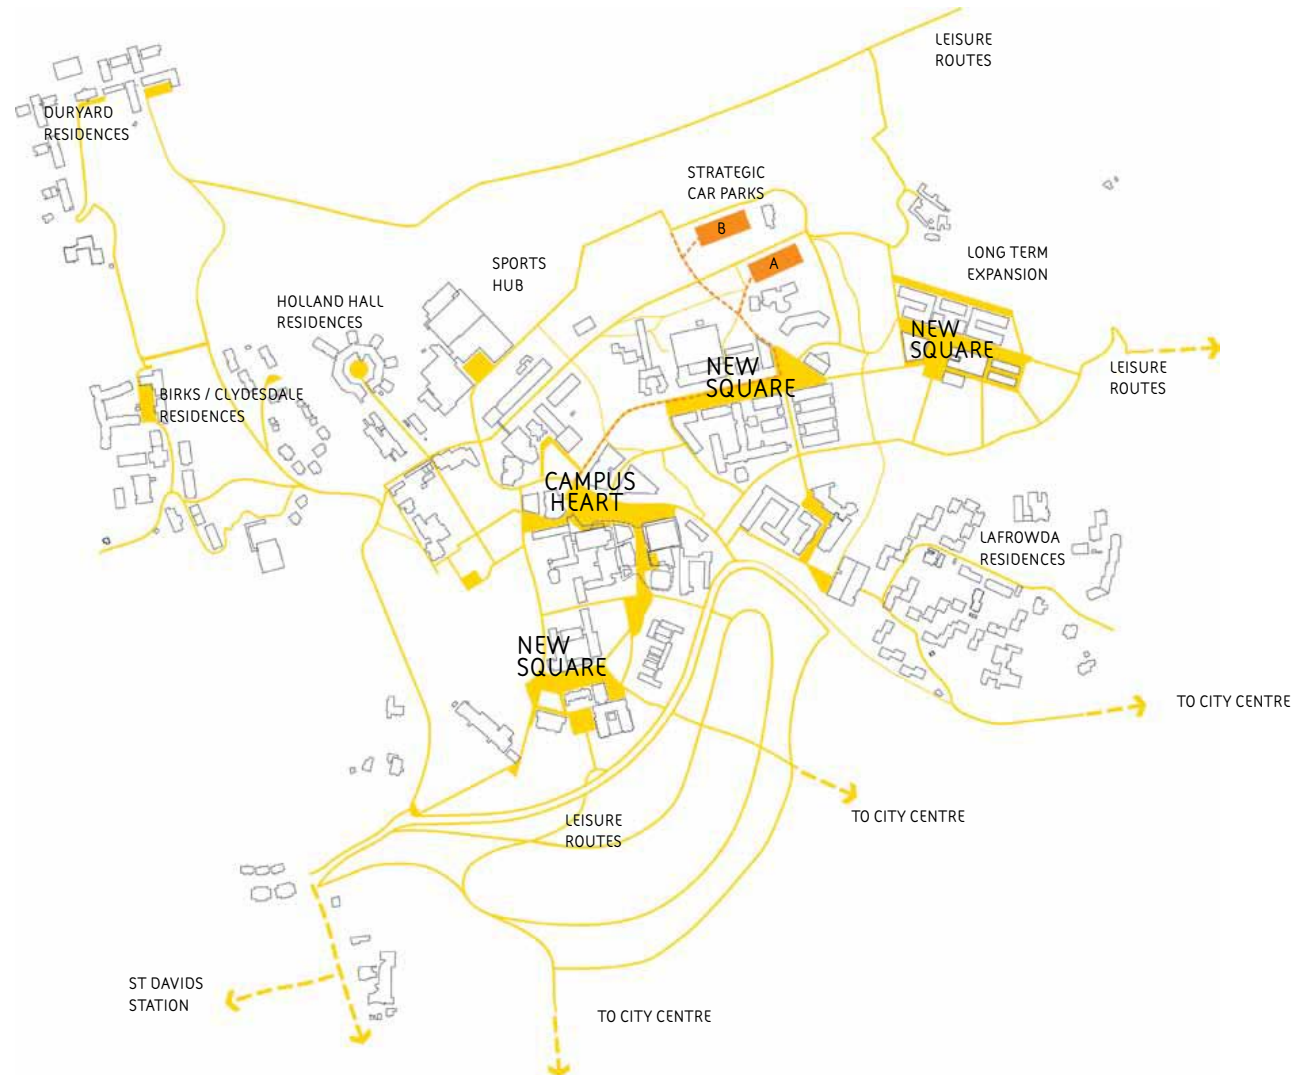 LEISURE
ROUTES
DURYARD
RESIDENCES
STRATEGIC
CAR PARKS
B
A
LONG TERM
EXPANSION
SPORTS
HUB
HOLLAND HALL
RESIDENCES
NEW
SQUARE
NEW
SQUARE
LEISURE
ROUTES
BIRKS / CLYDESDALE
RESIDENCES
CAMPUS
HEART
LAFROWDA
RESIDENCES
NEW
SQUARE
TO CITY CENTRE
TO CITY CENTRE
LEISURE
ROUTES
ST DAVIDS
STATION
TO CITY CENTRE